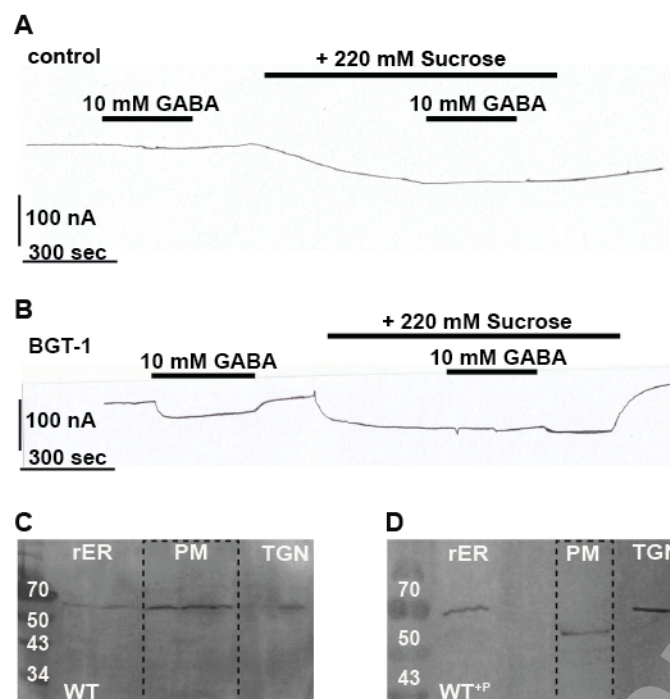 A
control
+ 220 mM Sucrose
10 mM GABA
10 mM GABA
100 nA
300 sec
B
BGT-1
+ 220 mM Sucrose
10 mM GABA
10 mM GABA
100 nA
300 sec
C
rER PM TGN
70
50
43
34
WT
D
rER PM TGN
70
50
43
WT+P